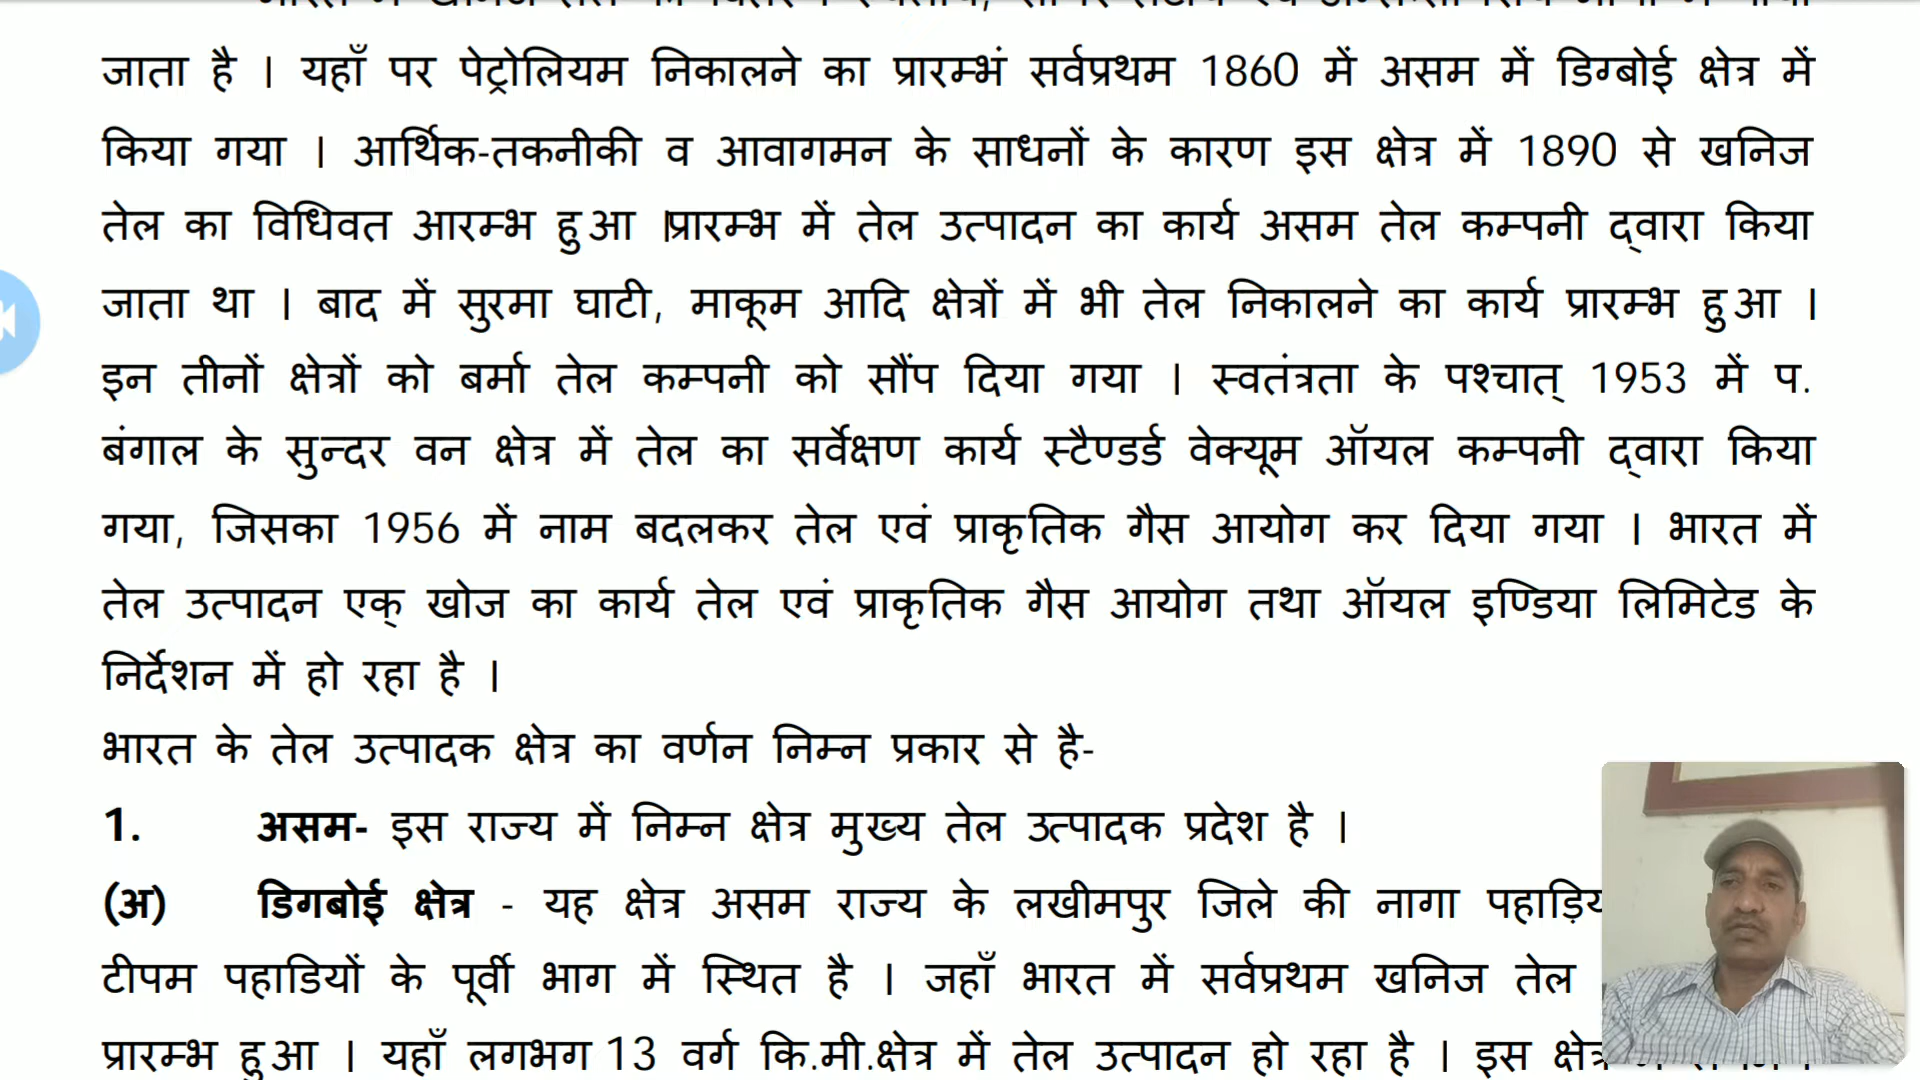 जाता है । यहाँ पर पेट्रोलियम निकालने का प्रारम्भं सर्वप्रथम 1860 में असम में डिग्बोई क्षेत्र में
किया गया । आर्थिक-तकनीकी व आवागमन के साधनों के कारण इस क्षेत्र में 1890 से खनिज
तेल का विधिवत आरम्भ हुआ ।प्रारम्भ में तेल उत्पादन का कार्य असम तेल कम्पनी द्वारा किया
जाता था । बाद में सुरमा घाटी, माकूम आदि क्षेत्रों में भी तेल निकालने का कार्य प्रारम्भ हुआ ।
इन तीनों क्षेत्रों को बर्मा तेल कम्पनी को सौंप दिया गया । स्वतंत्रता के पश्चात् 1953 में प.
बंगाल के सुन्दर वन क्षेत्र में तेल का सर्वेक्षण कार्य स्टैण्डर्ड वेक्यूम ऑयल कम्पनी द्वारा किया
गया, जिसका 1956 में नाम बदलकर तेल एवं प्राकृतिक गैस आयोग कर दिया गया । भारत में
तेल उत्पादन एक् खोज का कार्य तेल एवं प्राकृतिक गैस आयोग तथा ऑयल इण्डिया लिमिटेड के
निर्देशन में हो रहा है ।
भारत के तेल उत्पादक क्षेत्र का वर्णन निम्न प्रकार से है-
1. असम- इस राज्य में निम्न क्षेत्र मुख्य तेल उत्पादक प्रदेश है ।
(अ) डिगबोई क्षेत्र - यह क्षेत्र असम राज्य के लखीमपुर जिले की नागा
टीपम पहाडियों के पूर्वी भाग में स्थित है । जहाँ भारत में सर्वप्रथम खनिज तेल
प्रारम्भ हुआ । यहाँ लगभग 13 वर्ग कि.मी.क्षेत्र में तेल उत्पादन हो रहा है । इस